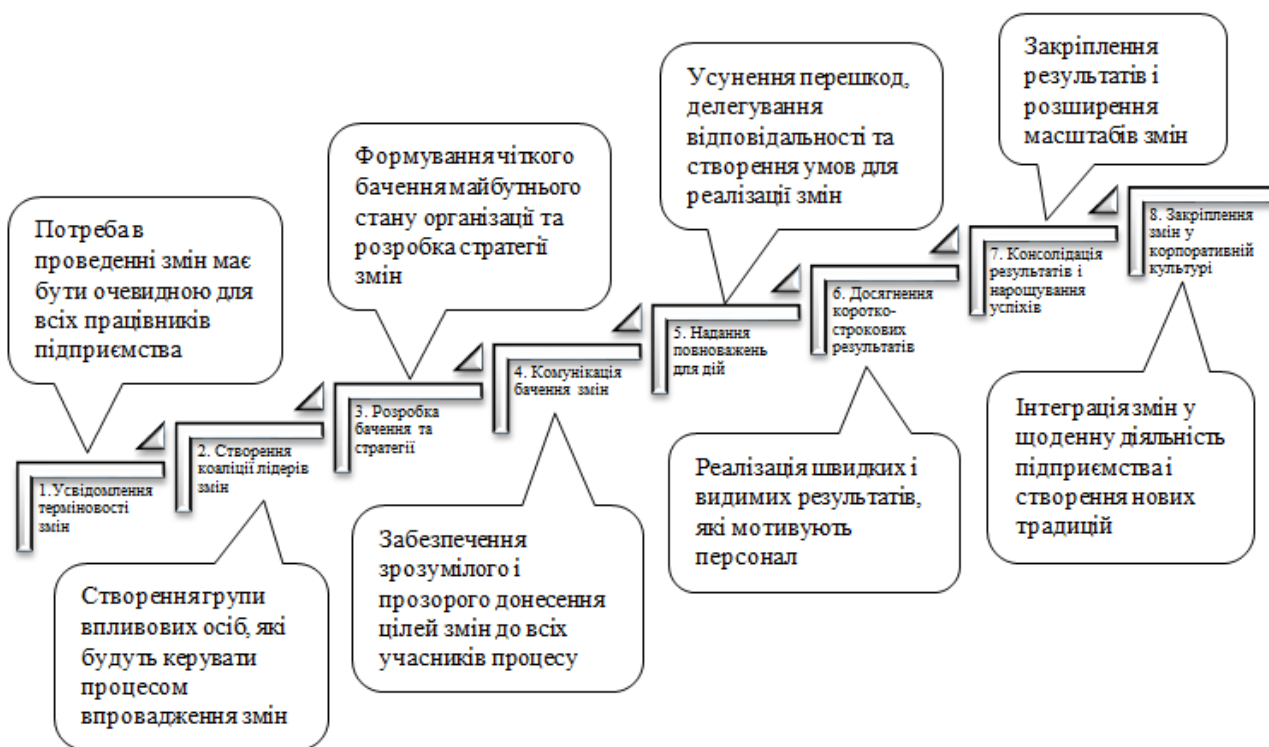 Потреба в
проведенні змін має
бути очевидною для
всіх працівників
підприємства
1.Усвідомлення
терміновості
змін
2. Створення
коаліції лідерів
змін
Створення групи
впливових осіб, які
будуть керувати
процесом
впровадження змін
Формування чіткого
бачення майбутнього
стану організації та
розробка стратегії
змін
3. Розробка
бачення та
стратегії
4. Комунікація
бачення змін
Забезпечення
зрозумілого і
прозорого донесення
цілей змін до всіх
учасників процесу
Усунення перешкод,
делегування
відповідальності та
створення умов для
реалізації змін
5. Надання
повноважень
для дій
6. Досягнення
коротко-
строкових
результатів
Реалізація швидких і
видимих результатів,
які мотивують
персонал
Закріплення
результатів і
розширення
масштабів змін
7. Консолідація
результатів і
нарощування
успіхів
8. Закріплення
змін у
корпоративній
культурі
Інтеграція змін у
щоденну діяльність
підприємства і
створення нових
традицій